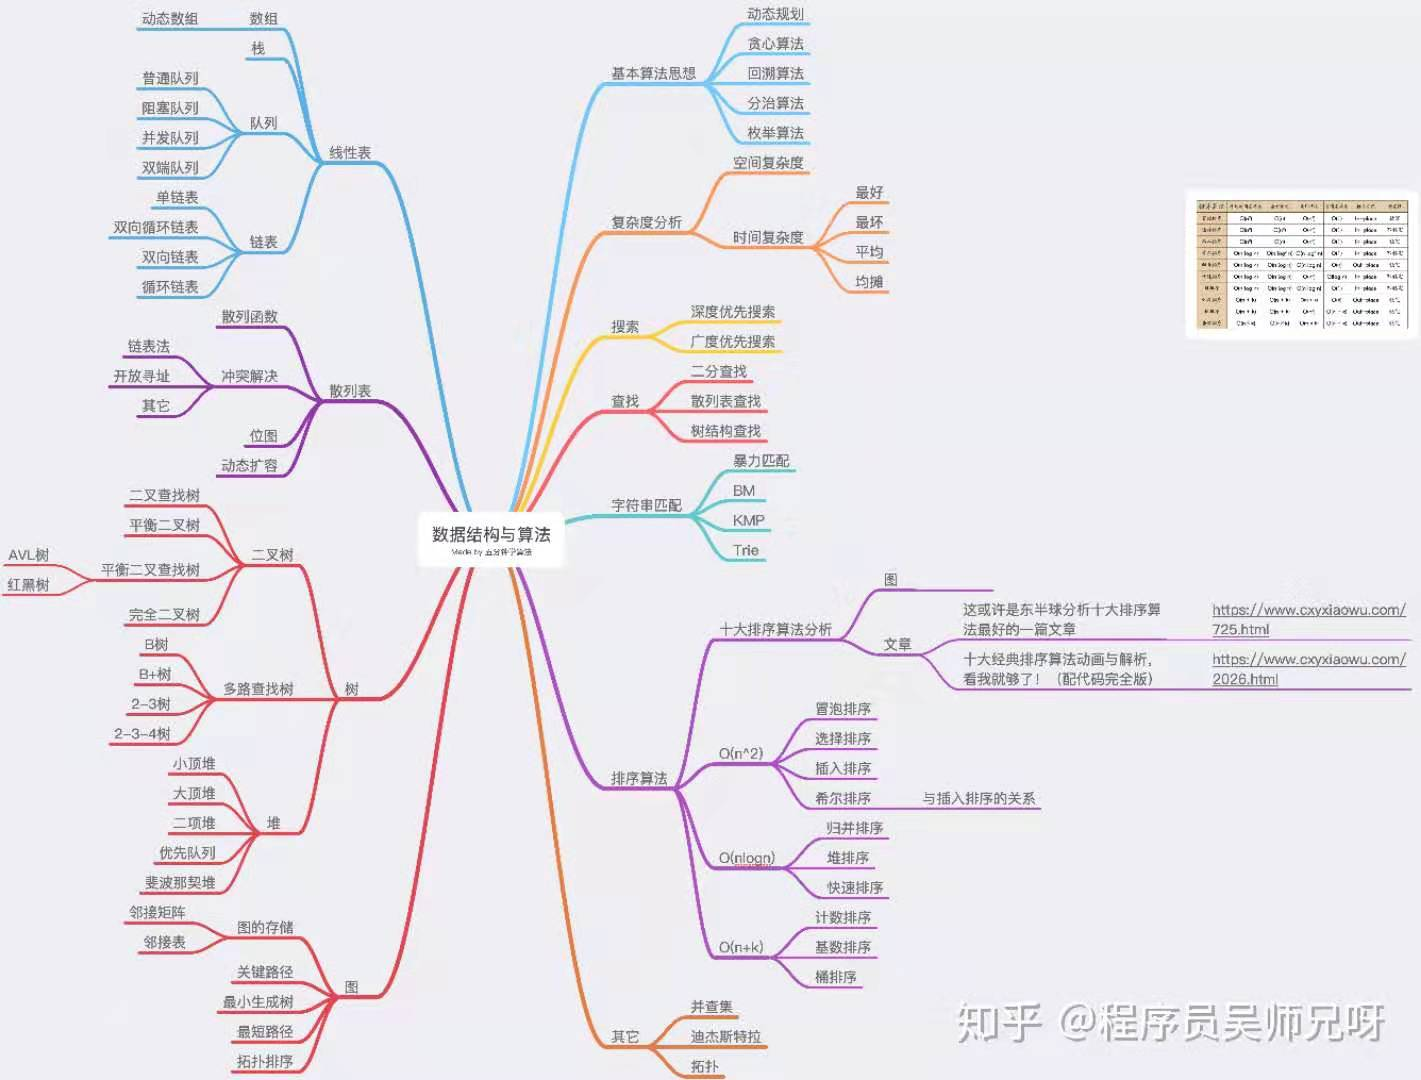 数据结构与算法
Made by 五分钟学算法
线性表
数组
动态数组
栈
队列
普通队列
阻塞队列
并发队列
双端队列
链表
单链表
双向循环链表
双向链表
循环链表
散列表
散列函数
冲突解决
链表法
开放寻址
其它
位图
动态扩容
树
二叉树
二叉查找树
平衡二叉树
平衡二叉查找树
AVL树
红黑树
完全二叉树
多路查找树
B树
B+树
2-3树
2-3-4树
堆
小顶堆
大顶堆
二项堆
优先队列
斐波那契堆
图
图的存储
邻接矩阵
邻接表
关键路径
最小生成树
最短路径
拓扑排序
基本算法思想
动态规划
贪心算法
回溯算法
分治算法
枚举算法
复杂度分析
空间复杂度
时间复杂度
最好
最坏
平均
均摊
搜索
深度优先搜索
广度优先搜索
查找
二分查找
散列表查找
树结构查找
字符串匹配
暴力匹配
BM
KMP
Trie
排序算法
十大排序算法分析
图
文章
这或许是东半球分析十大排序算
法最好的一篇文章
https://www.cxyxiaowu.com/
725.html
十大经典排序算法动画与解析，
看我就够了！（配代码完全版）
https://www.cxyxiaowu.com/
2026.html
O(n^2)
冒泡排序
选择排序
插入排序
希尔排序
与插入排序的关系
O(nlogn)
归并排序
堆排序
快速排序
O(n+k)
计数排序
基数排序
桶排序
其它
并查集
迪杰斯特拉
拓扑
知乎 @程序员吴师兄呀